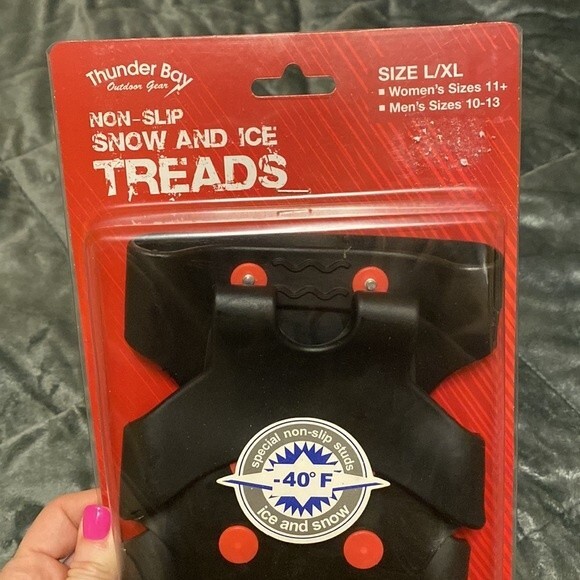 Thunder Bay
Outdoor Gear
SIZE L/XL
▪ Women's Sizes 11+
▪ Men's Sizes 10-13
NON-SLIP
SNOW AND ICE
TREADS
special non-slip studs
-40° F
ice and snow